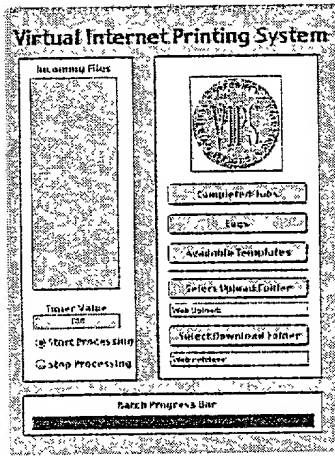 Virtual Internet Printing System
Incoming Files
Timer Value
Start Processing
Stop Processing
VIPS
Completed Jobs
Logs
Available Templates
Select Upload Folder
Web Uploads
Select Download Folder
Batch Progress Bar